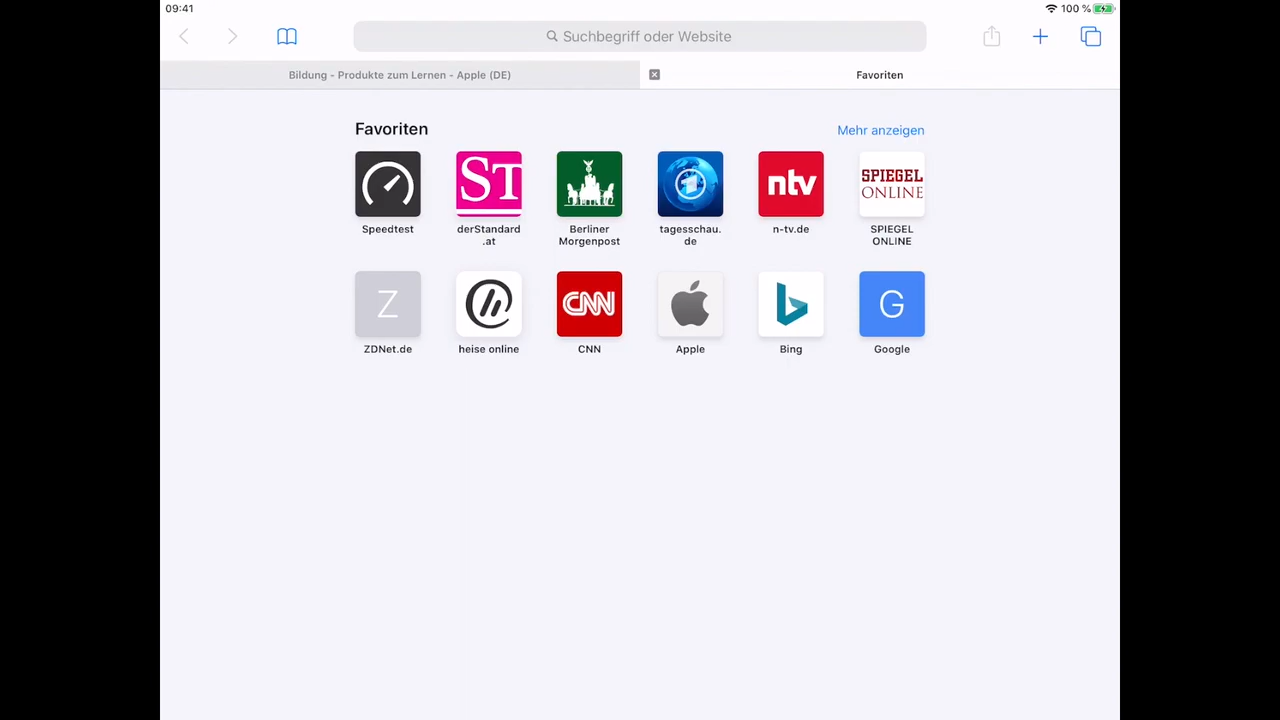 09:41
100 %
Suchbegriff oder Website
Bildung - Produkte zum Lernen - Apple (DE)
Favoriten
Favoriten
Mehr anzeigen
ST
1
ntv
SPIEGEL
ONLINE
Speedtest
derStandard
.at
Berliner
Morgenpost
tagesschau.
de
n-tv.de
SPIEGEL
ONLINE
Z
CNN
G
ZDNet.de
heise online
CNN
Apple
Bing
Google